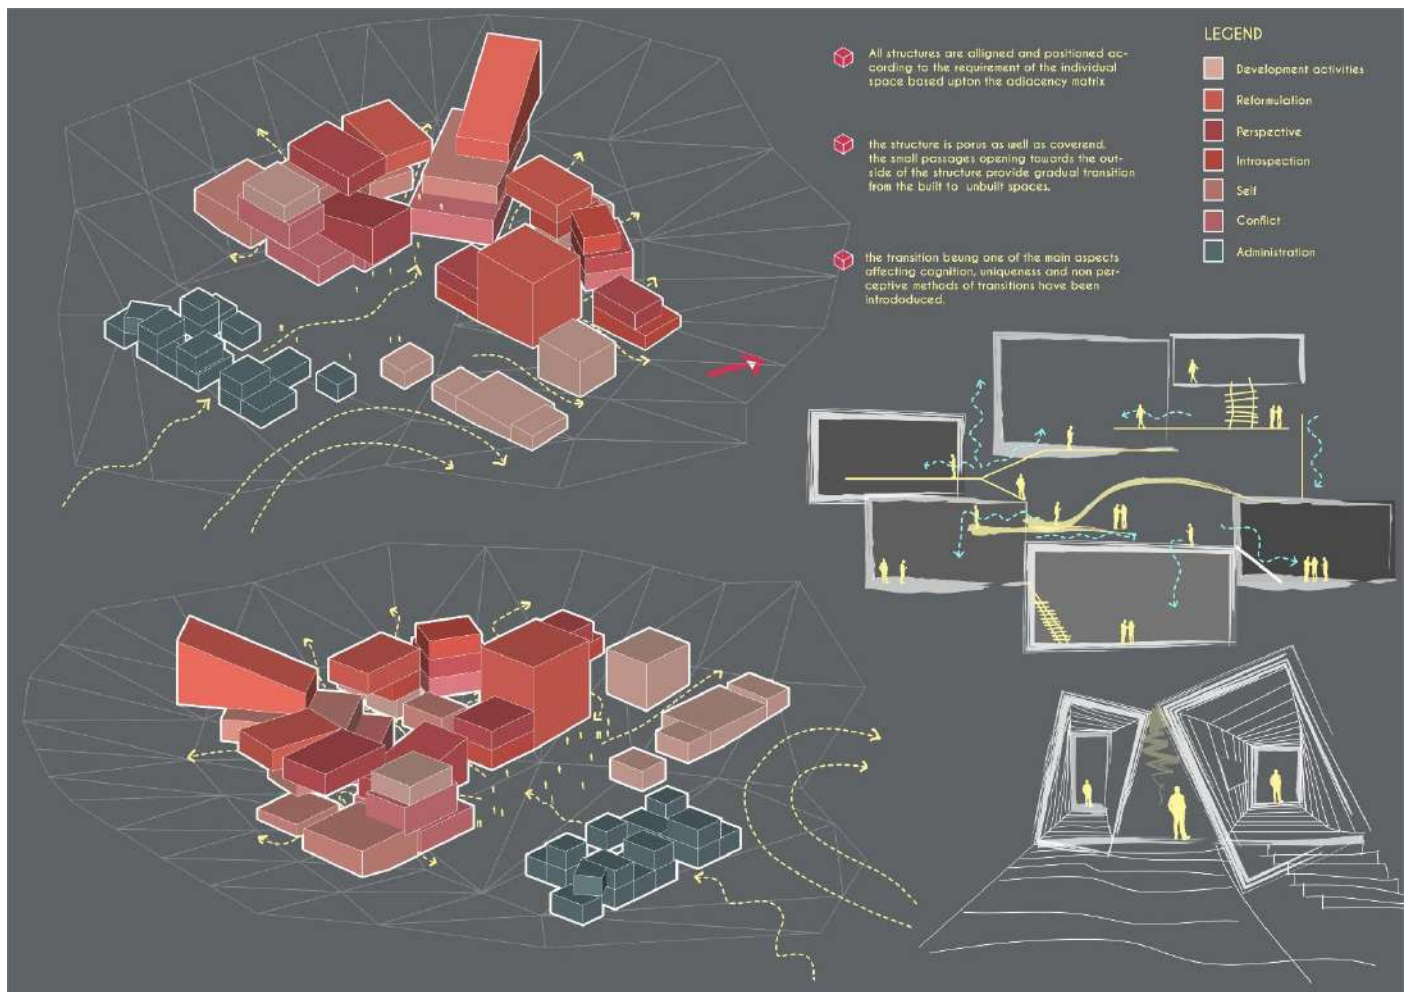 All structures are alligned and positioned ac-
cording to the requirement of the individual
space based upton the adjacency matrix
the structure is porus as well as coverend.
the small passages opening towards the out-
side of the structure provide gradual transition
from the built to unbuilt spaces.
the transition beung one of the main aspects
affecting cognition, uniqueness and non per-
ceptive methods of transitions have been
intrododuced.
LEGEND
Development activities
Reformulation
Perspective
Introspection
Self
Conflict
Administration